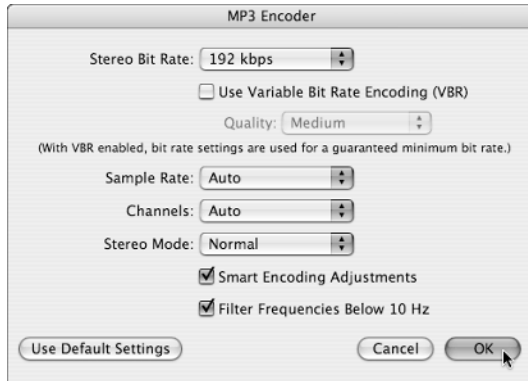 MP3 Encoder
Stereo Bit Rate: 192 kbps
Use Variable Bit Rate Encoding (VBR)
Quality: Medium
(With VBR enabled, bit rate settings are used for a guaranteed minimum bit rate.)
Sample Rate: Auto
Channels: Auto
Stereo Mode: Normal
Smart Encoding Adjustments
Filter Frequencies Below 10 Hz
Use Default Settings Cancel OK